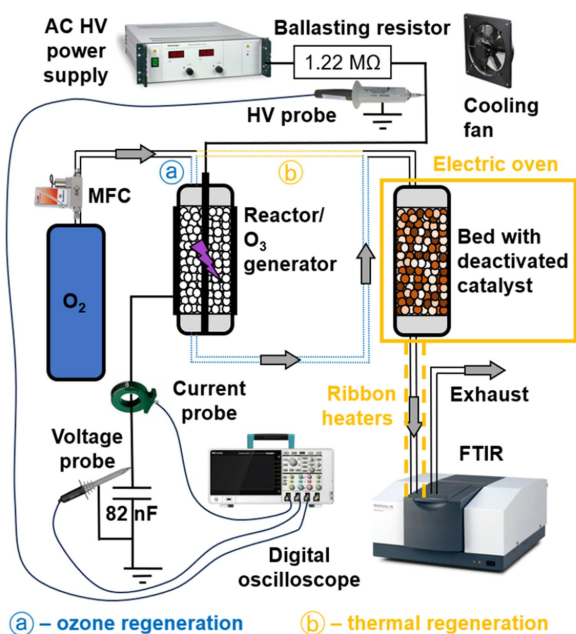 AC HV
power
supply
Ballasting resistor
1.22 MΩ
HV probe
Cooling
fan
ⓐ
ⓑ
Electric oven
MFC
Reactor/
O₃
generator
Bed with
deactivated
catalyst
O₂
Current
probe
Ribbon
heaters
Exhaust
Voltage
probe
FTIR
82 nF
Digital
oscilloscope
ⓐ – ozone regeneration
ⓑ – thermal regeneration